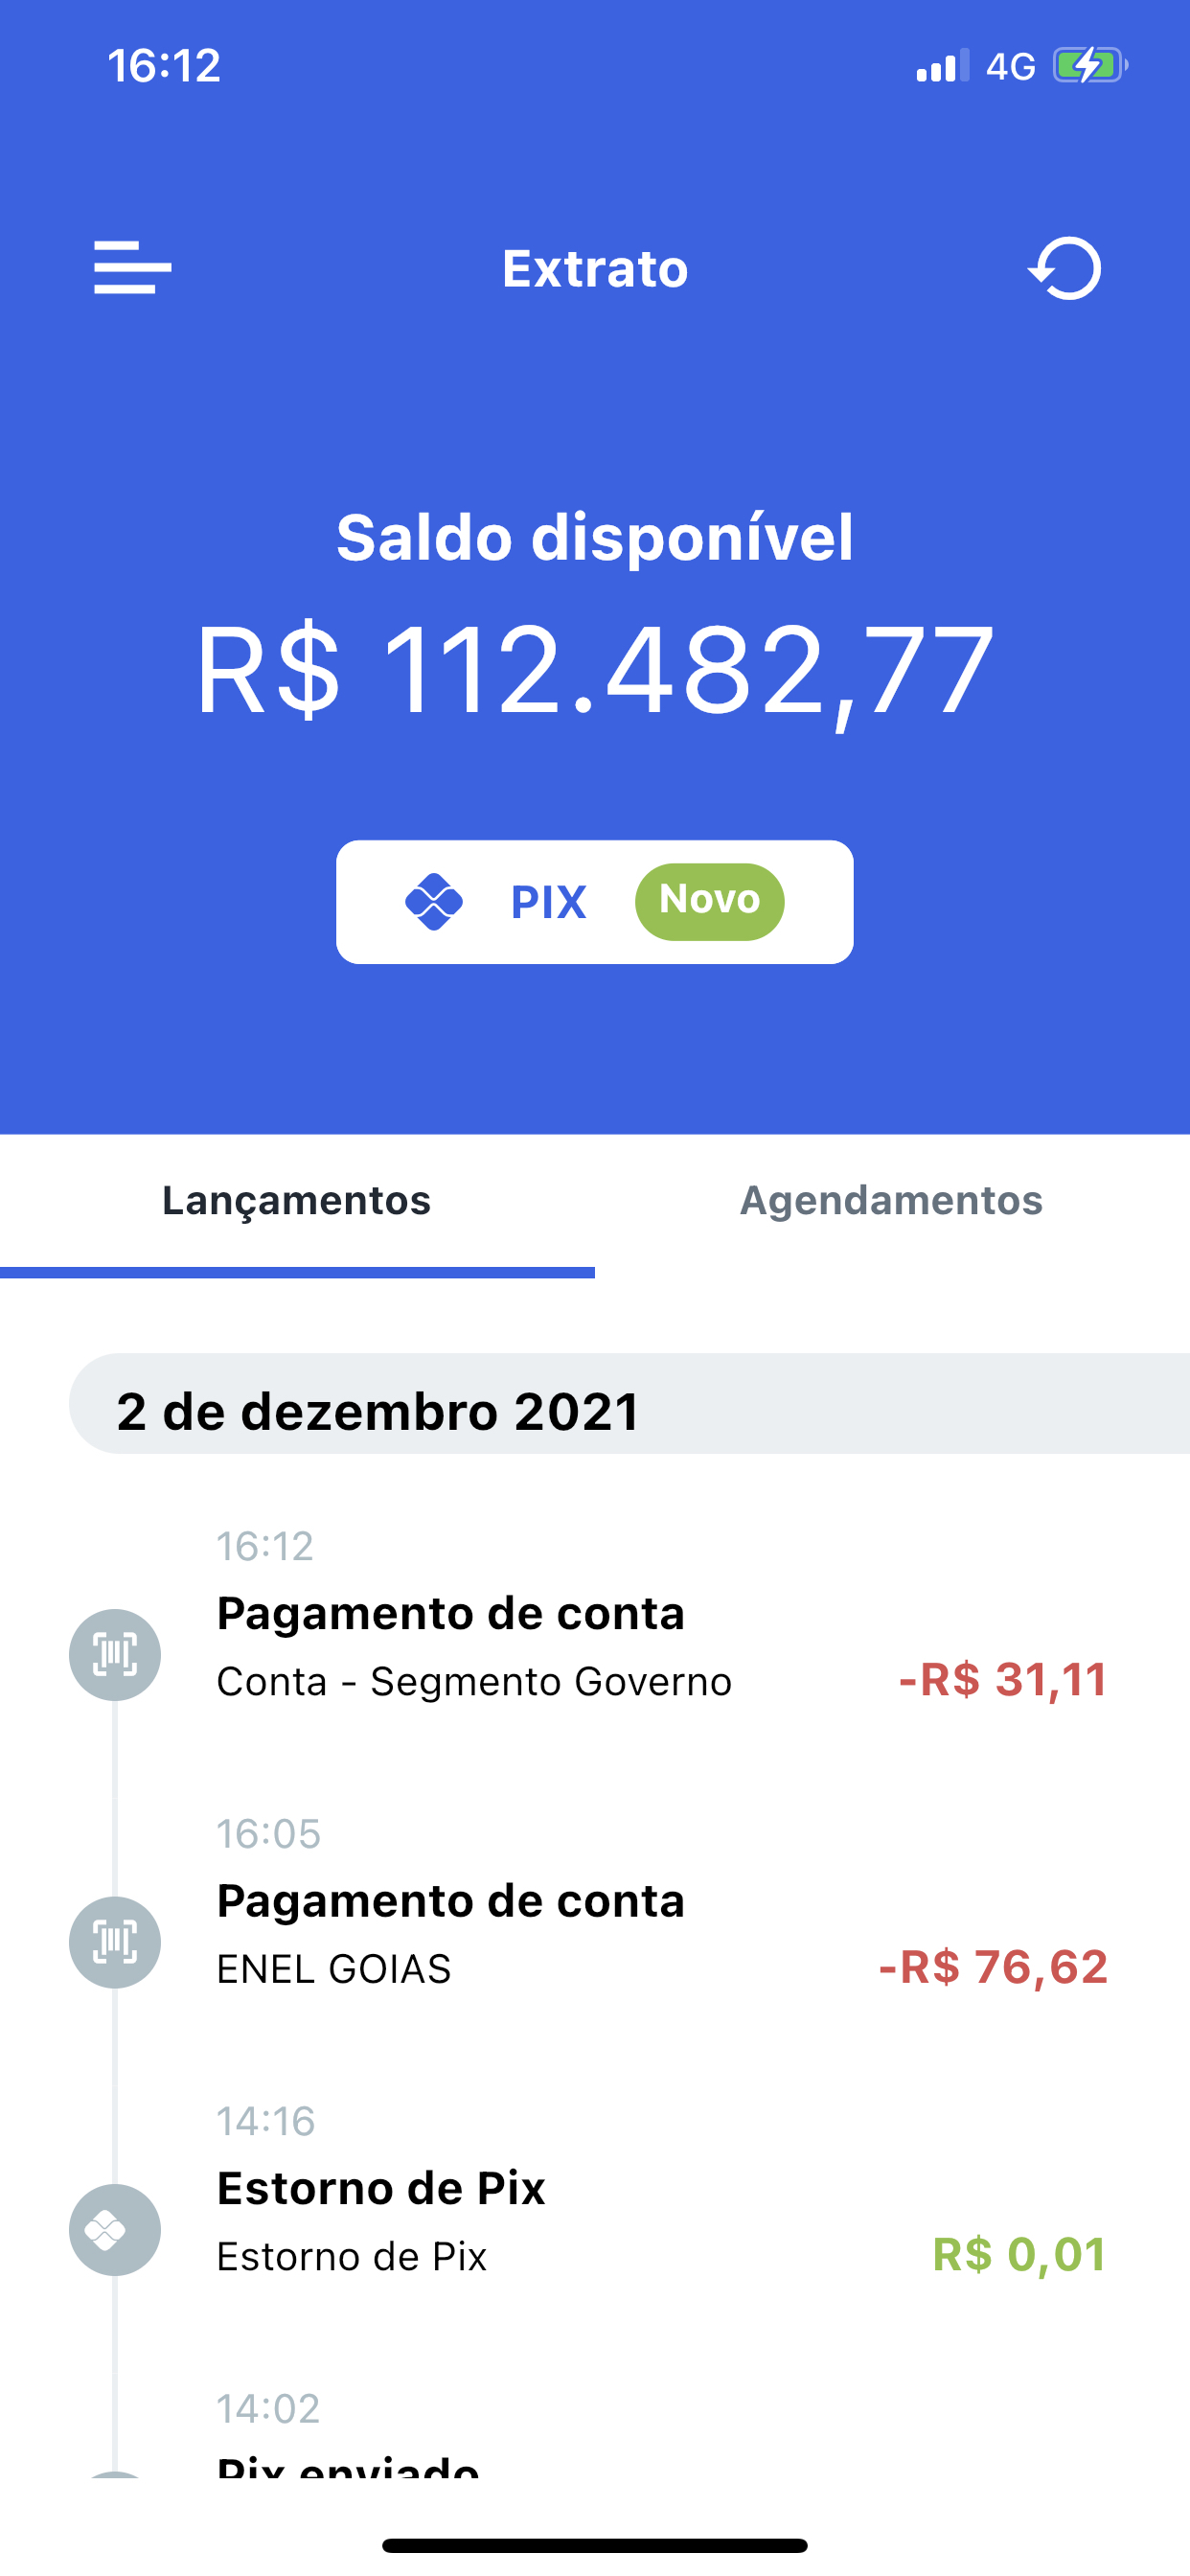 16:12 4G
Extrato
Saldo disponível
R$ 112.482,77
PIX Novo
Lançamentos Agendamentos
2 de dezembro 2021
16:12
Pagamento de conta
Conta - Segmento Governo -R$ 31,11
16:05
Pagamento de conta
ENEL GOIAS -R$ 76,62
14:16
Estorno de Pix
Estorno de Pix R$ 0,01
14:02
Pix enviado